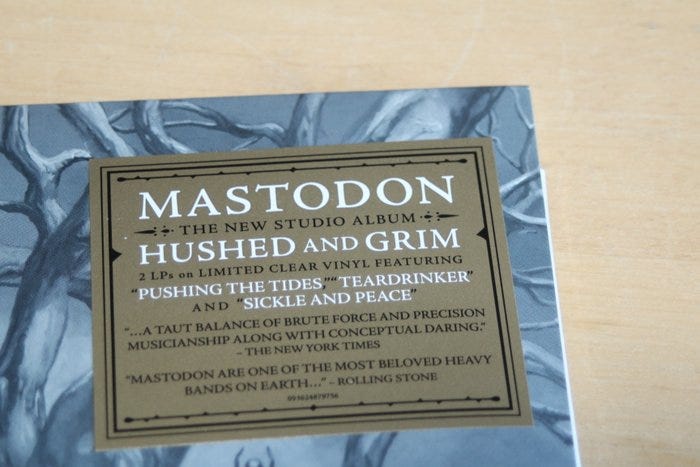 MASTODON
THE NEW STUDIO ALBUM
HUSHED AND GRIM
2 LPs on LIMITED CLEAR VINYL FEATURING
“PUSHING THE TIDES,” “TEARDRINKER”
AND “SICKLE AND PEACE”
“...A TAUT BALANCE OF BRUTE FORCE AND PRECISION
MUSICIANSHIP ALONG WITH CONCEPTUAL DARING.”
– THE NEW YORK TIMES
“MASTODON ARE ONE OF THE MOST BELOVED HEAVY
BANDS ON EARTH...” – ROLLING STONE
093624879756